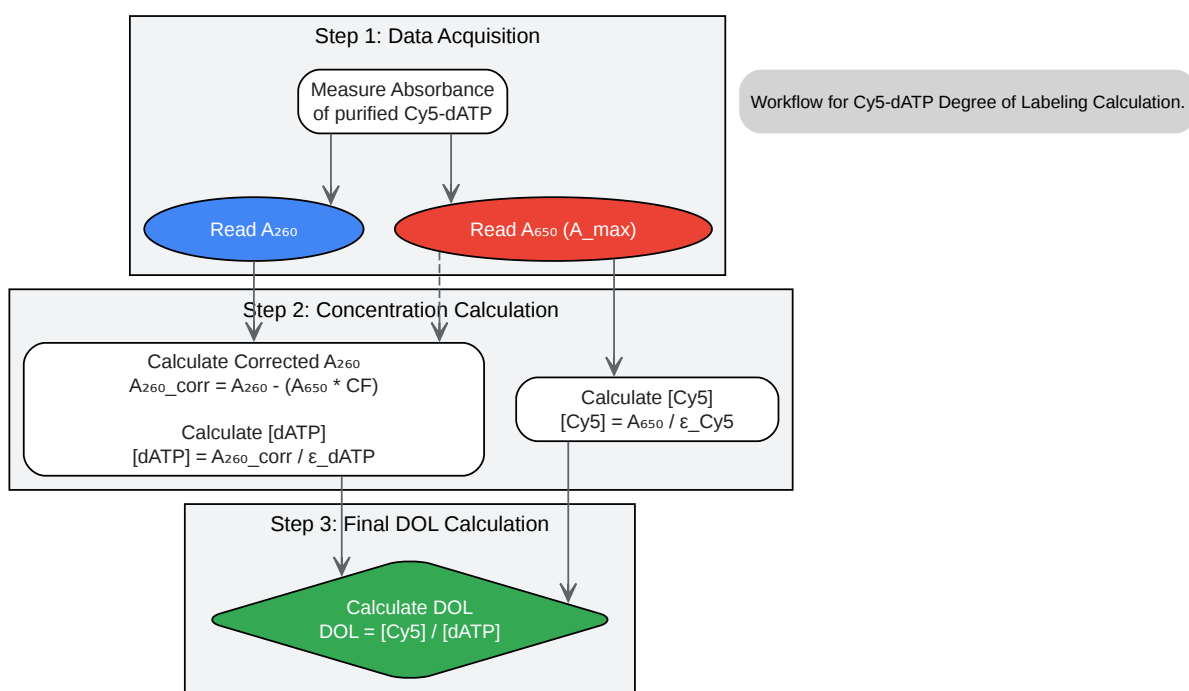 Step 1: Data Acquisition
Measure Absorbance
of purified Cy5-dATP
Workflow for Cy5-dATP Degree of Labeling Calculation.
Read A₂₆₀
Read A₆₅₀ (A_max)
Step 2: Concentration Calculation
Calculate Corrected A₂₆₀
A₂₆₀_corr = A₂₆₀ - (A₆₅₀ * CF)
Calculate [dATP]
[dATP] = A₂₆₀_corr / ε_dATP
Calculate [Cy5]
[Cy5] = A₆₅₀ / ε_Cy5
Step 3: Final DOL Calculation
Calculate DOL
DOL = [Cy5] / [dATP]